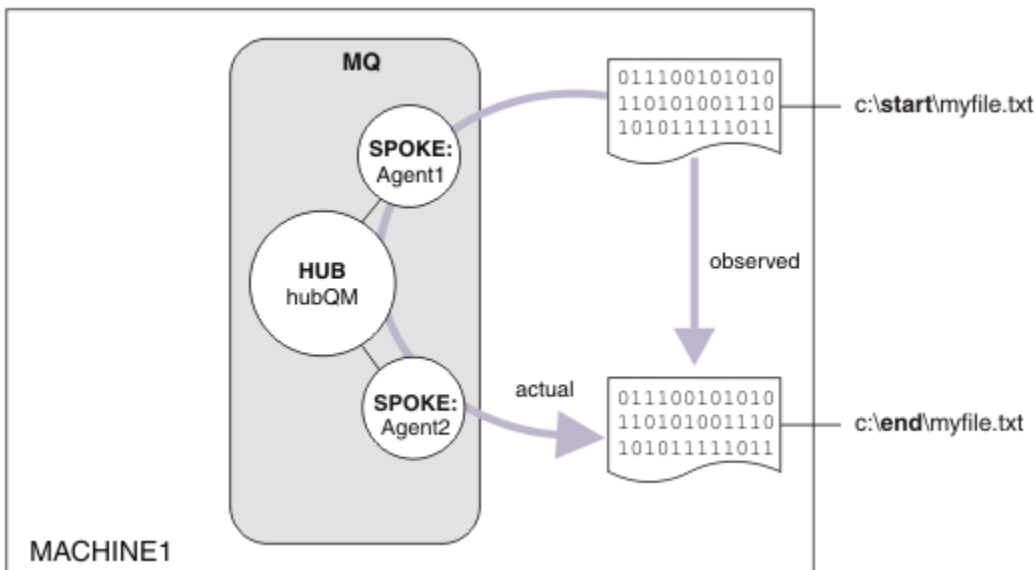 MQ
011100101010
110101001110
101011111011
c:\start\myfile.txt
SPOKE:
Agent1
HUB
hubQM
observed
SPOKE:
Agent2
actual
011100101010
110101001110
101011111011
c:\end\myfile.txt
MACHINE1